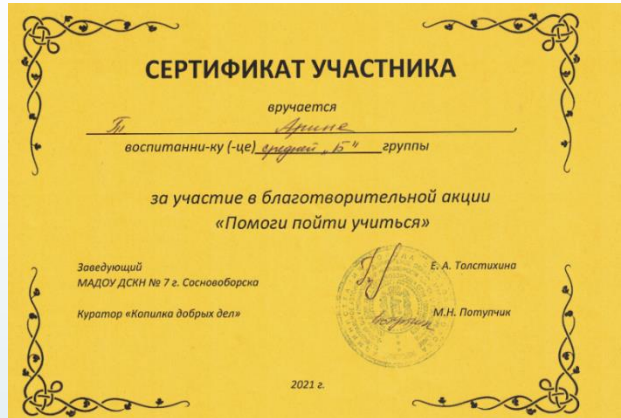 СЕРТИФИКАТ УЧАСТНИКА
вручается
Арине
воспитанни-ку (-це) средней „Б" группы
за участие в благотворительной акции
«Помоги пойти учиться»
Заведующий Е. А. Толстихина
МАДОУ ДСКН № 7 г. Сосновоборска
Куратор «Копилка добрых дел» М.Н. Потупчик
2021 г.